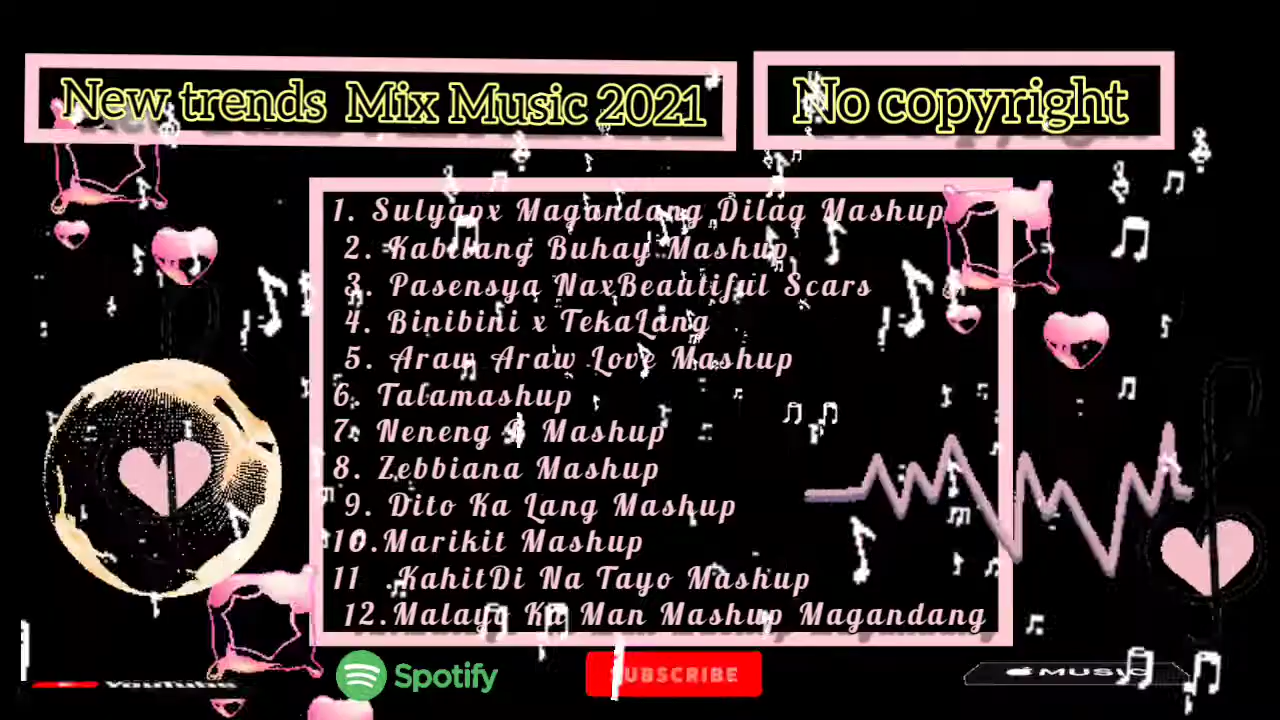 New trends Mix Music 2021
No copyright
1. Sulyapx Magandang Dilag Mashup
2. Kabilang Buhay Mashup
3. Pasensya NaxBeautiful Scars
4. Binibini x TekaLang
5. Araw Araw Love Mashup
6. Talamashup
7. Neneng B Mashup
8. Zebbiana Mashup
9. Dito Ka Lang Mashup
10.Marikit Mashup
11 .KahitDi Na Tayo Mashup
12.Malayo Ka Man Mashup Magandang
YouTube
Spotify
SUBSCRIBE
MUSIC